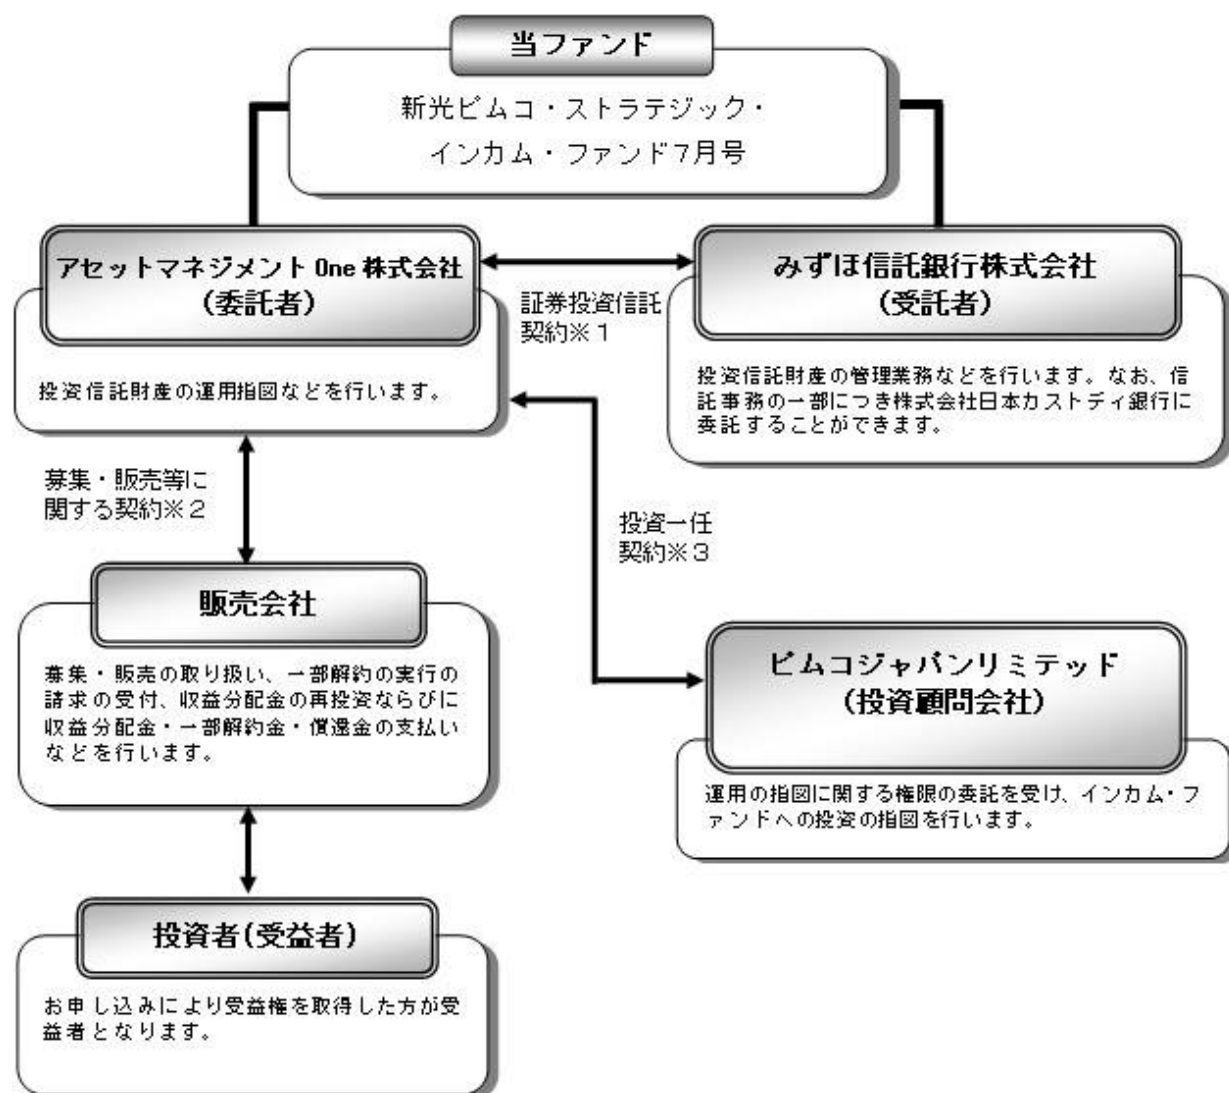 当ファンド
新光ピムコ・ストラテジック・
インカム・ファンド7月号
アセットマネジメント One 株式会社
(委託者)
投資信託財産の運用指図などを行います。
証券投資信託
契約※1
みずほ信託銀行株式会社
(受託者)
投資信託財産の管理業務などを行います。なお、信
託事務の一部につき株式会社日本カストディ銀行に
委託することができます。
募集・販売等に
関する契約※2
投資一任
契約※3
販売会社
募集・販売の取り扱い、一部解約の実行の
請求の受付、収益分配金の再投資ならびに
収益分配金・一部解約金・償還金の支払い
などを行います。
ピムコジャパンリミテッド
(投資顧問会社)
運用の指図に関する権限の委託を受け、インカム・フ
ァンドへの投資の指図を行います。
投資者(受益者)
お申し込みにより受益権を取得した方が受
益者となります。